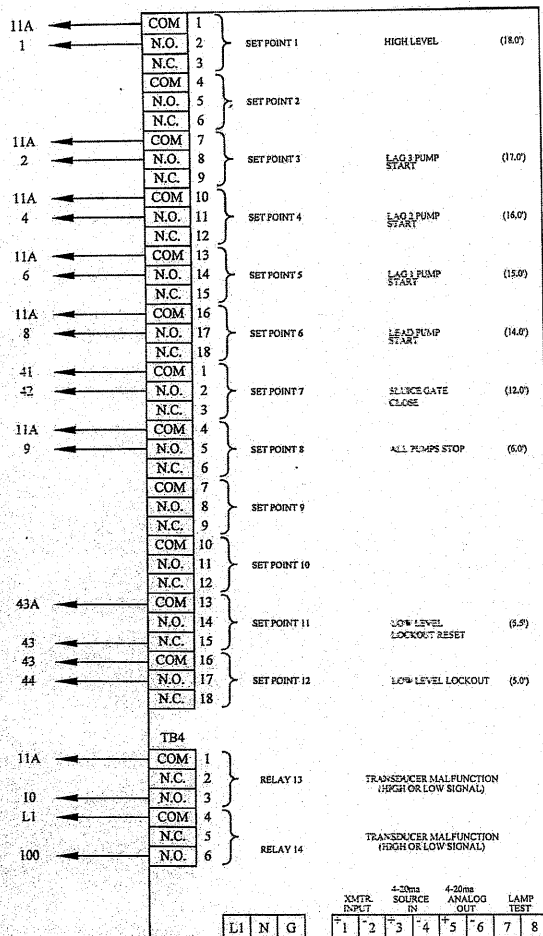 11A COM 1
1 N.O. 2 SET POINT 1 HIGH LEVEL (18.0')
N.C. 3
COM 4
N.O. 5 SET POINT 2
N.C. 6
11A COM 7
2 N.O. 8 SET POINT 3 LAG 3 PUMP START (17.0')
N.C. 9
11A COM 10
4 N.O. 11 SET POINT 4 LAG 2 PUMP START (16.0')
N.C. 12
11A COM 13
6 N.O. 14 SET POINT 5 LAG 1 PUMP START (15.0')
N.C. 15
11A COM 16
8 N.O. 17 SET POINT 6 LEAD PUMP START (14.0')
N.C. 18
41 COM 1
42 N.O. 2 SET POINT 7 SLUICE GATE CLOSE (12.0')
N.C. 3
11A COM 4
9 N.O. 5 SET POINT 8 ALL PUMPS STOP (6.0')
N.C. 6
COM 7
N.O. 8 SET POINT 9
N.C. 9
COM 10
N.O. 11 SET POINT 10
N.C. 12
43A COM 13
N.O. 14 SET POINT 11 LOW LEVEL LOCKOUT RESET (5.5')
43 N.C. 15
43 COM 16
44 N.O. 17 SET POINT 12 LOW LEVEL LOCKOUT (5.0')
N.C. 18
TB4
11A COM 1
N.C. 2 RELAY 13 TRANSDUCER MALFUNCTION
(HIGH OR LOW SIGNAL)
10 N.O. 3
L1 COM 4
N.C. 5 RELAY 14 TRANSDUCER MALFUNCTION
(HIGH OR LOW SIGNAL)
100 N.O. 6
XMTR. INPUT 4-20ma SOURCE IN 4-20ma ANALOG OUT LAMP TEST
L1 N G +1 -2 +3 -4 +5 -6 7 8